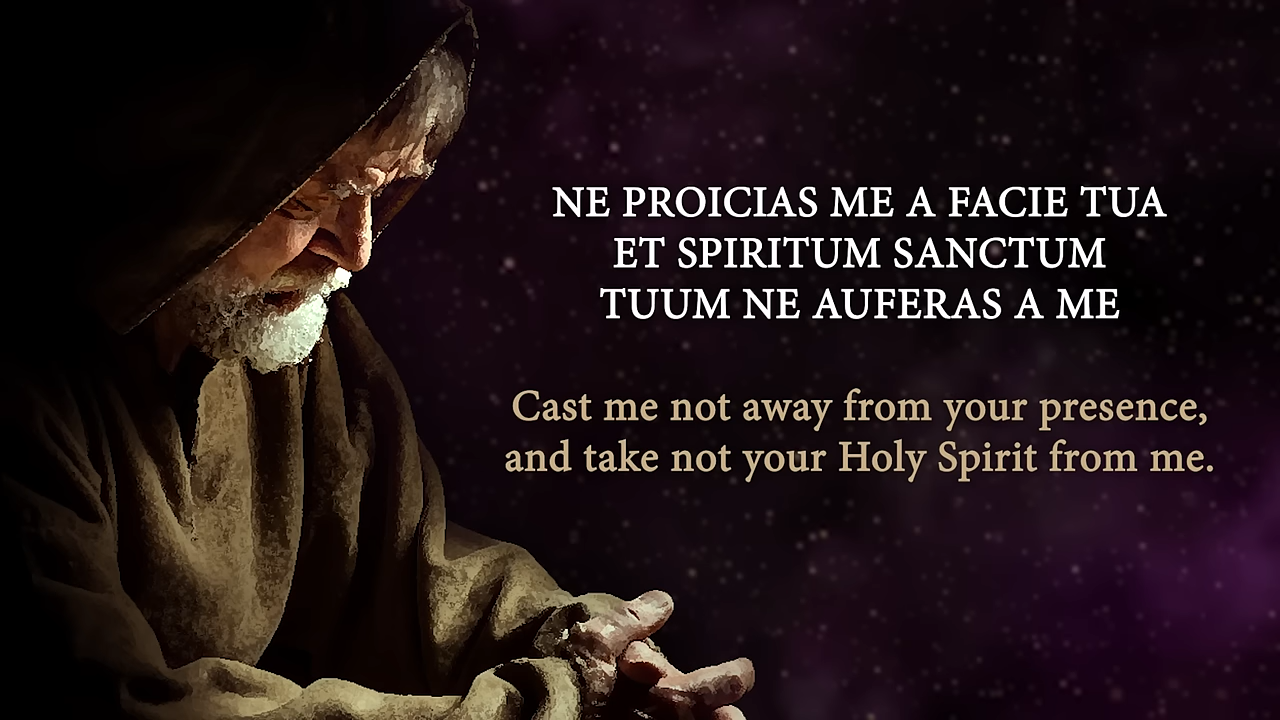 NE PROICIAS ME A FACIE TUA
ET SPIRITUM SANCTUM
TUUM NE AUFERAS A ME
Cast me not away from your presence,
and take not your Holy Spirit from me.